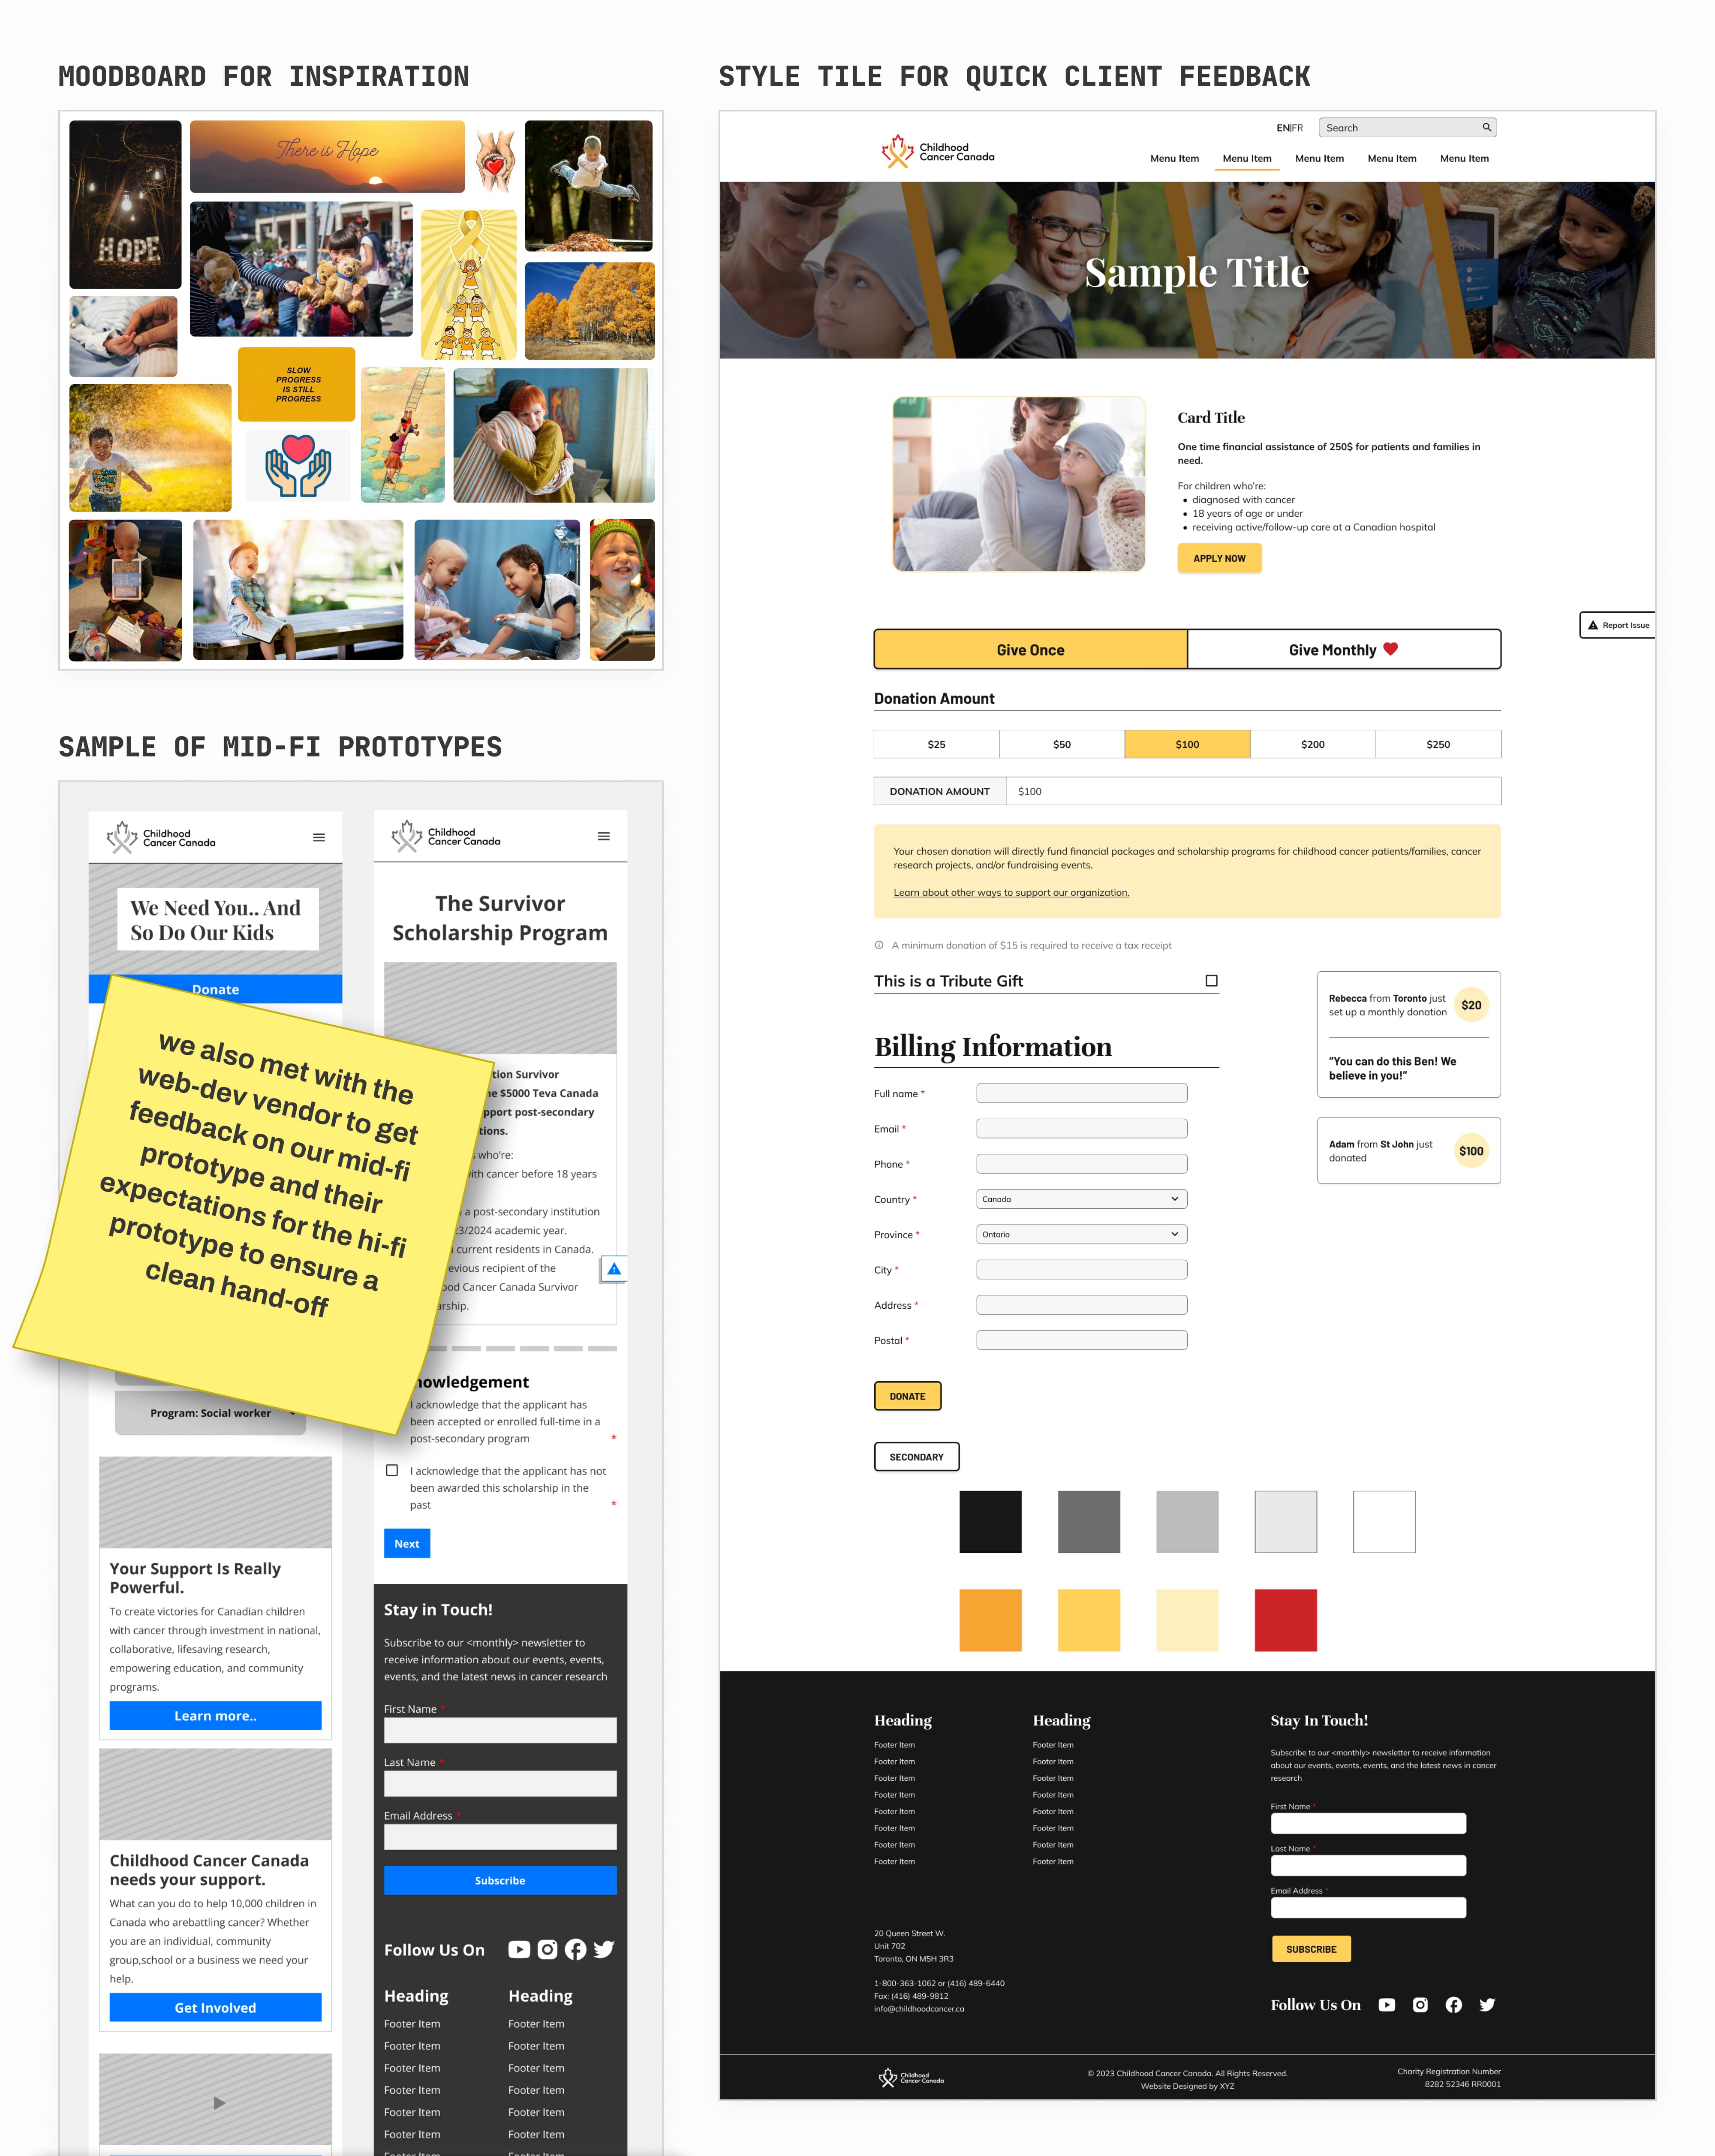 MOODBOARD FOR INSPIRATION
There is Hope
HOPE
SLOW
PROGRESS
IS STILL
PROGRESS
SAMPLE OF MID-FI PROTOTYPES
Childhood
Cancer Canada
We Need You.. And
So Do Our Kids
Donate
we also met with the
web-dev vendor to get
feedback on our mid-fi
prototype and their
expectations for the hi-fi
prototype to ensure a
clean hand-off
Program: Social worker
Your Support Is Really
Powerful.
To create victories for Canadian children
with cancer through investment in national,
collaborative, lifesaving research,
empowering education, and community
programs.
Learn more..
Childhood Cancer Canada
needs your support.
What can you do to help 10,000 children in
Canada who arebattling cancer? Whether
you are an individual, community
group,school or a business we need your
help.
Get Involved
Childhood
Cancer Canada
The Survivor
Scholarship Program
Survivor
$5000 Teva Canada
post-secondary
who're:
with cancer before 18 years
a post-secondary institution
academic year.
current residents in Canada.
recipient of the
Cancer Canada Survivor
I acknowledge that the applicant has
been accepted or enrolled full-time in a
post-secondary program *
I acknowledge that the applicant has not
been awarded this scholarship in the
past *
Next
Stay in Touch!
Subscribe to our <monthly> newsletter to
receive information about our events, events,
events, and the latest news in cancer research
First Name *
Last Name *
Email Address *
Subscribe
Follow Us On
Heading Heading
Footer Item Footer Item
Footer Item Footer Item
Footer Item Footer Item
Footer Item Footer Item
Footer Item Footer Item
Footer Item Footer Item
STYLE TILE FOR QUICK CLIENT FEEDBACK
EN|FR
Search
Childhood
Cancer Canada
Menu Item Menu Item Menu Item Menu Item Menu Item
Sample Title
Card Title
One time financial assistance of 250$ for patients and families in
need.
For children who're:
• diagnosed with cancer
• 18 years of age or under
• receiving active/follow-up care at a Canadian hospital
APPLY NOW
Report Issue
Give Once
Give Monthly
Donation Amount
$25 $50 $100 $200 $250
DONATION AMOUNT $100
Your chosen donation will directly fund financial packages and scholarship programs for childhood cancer patients/families, cancer
research projects, and/or fundraising events.
Learn about other ways to support our organization.
A minimum donation of $15 is required to receive a tax receipt
This is a Tribute Gift
Rebecca from Toronto just
set up a monthly donation
$20
"You can do this Ben! We
believe in you!"
Adam from St John just
donated
$100
Billing Information
Full name *
Email *
Phone *
Country * Canada
Province * Ontario
City *
Address *
Postal *
DONATE
SECONDARY
Heading
Footer Item
Footer Item
Footer Item
Footer Item
Footer Item
Footer Item
Footer Item
Footer Item
Heading
Footer Item
Footer Item
Footer Item
Footer Item
Footer Item
Footer Item
Footer Item
Footer Item
20 Queen Street W.
Unit 702
Toronto, ON M5H 3R3
1-800-363-1062 or (416) 489-6440
Fax: (416) 489-9812
info@childhoodcancer.ca
Stay In Touch!
Subscribe to our <monthly> newsletter to receive information
about our events, events, events, and the latest news in cancer
research
First Name *
Last Name *
Email Address *
SUBSCRIBE
Follow Us On
Childhood
Cancer Canada
© 2023 Childhood Cancer Canada. All Rights Reserved.
Website Designed by XYZ
Charity Registration Number
8282 52346 RR0001